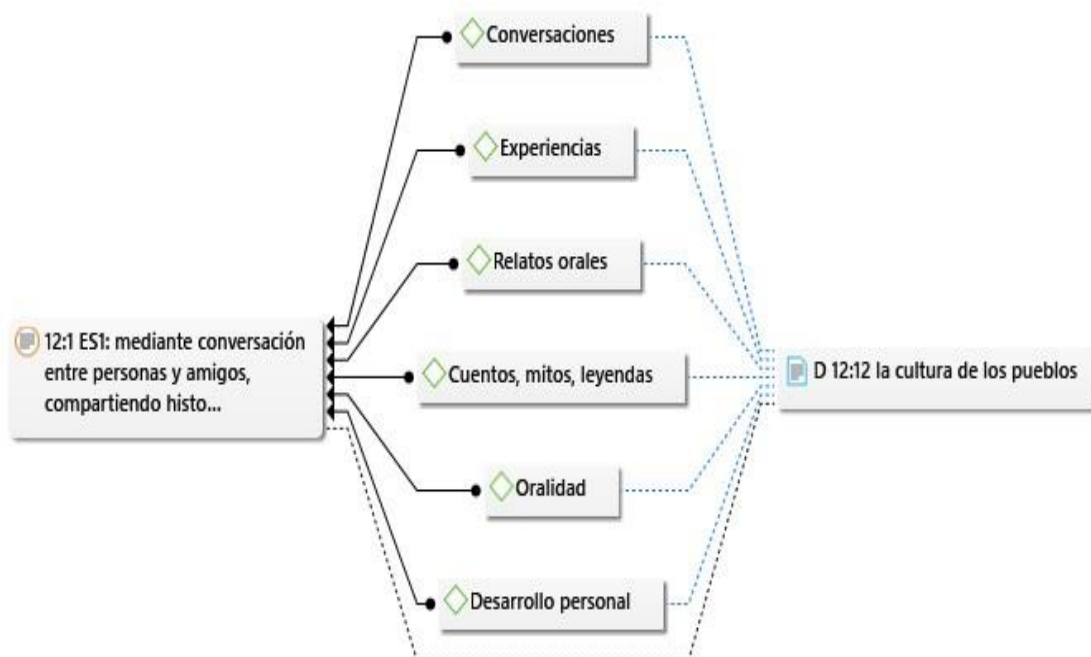 Conversaciones
Experiencias
Relatos orales
12:1 ES1: mediante conversación
entre personas y amigos,
compartiendo histo...
Cuentos, mitos, leyendas
D 12:12 la cultura de los pueblos
Oralidad
Desarrollo personal